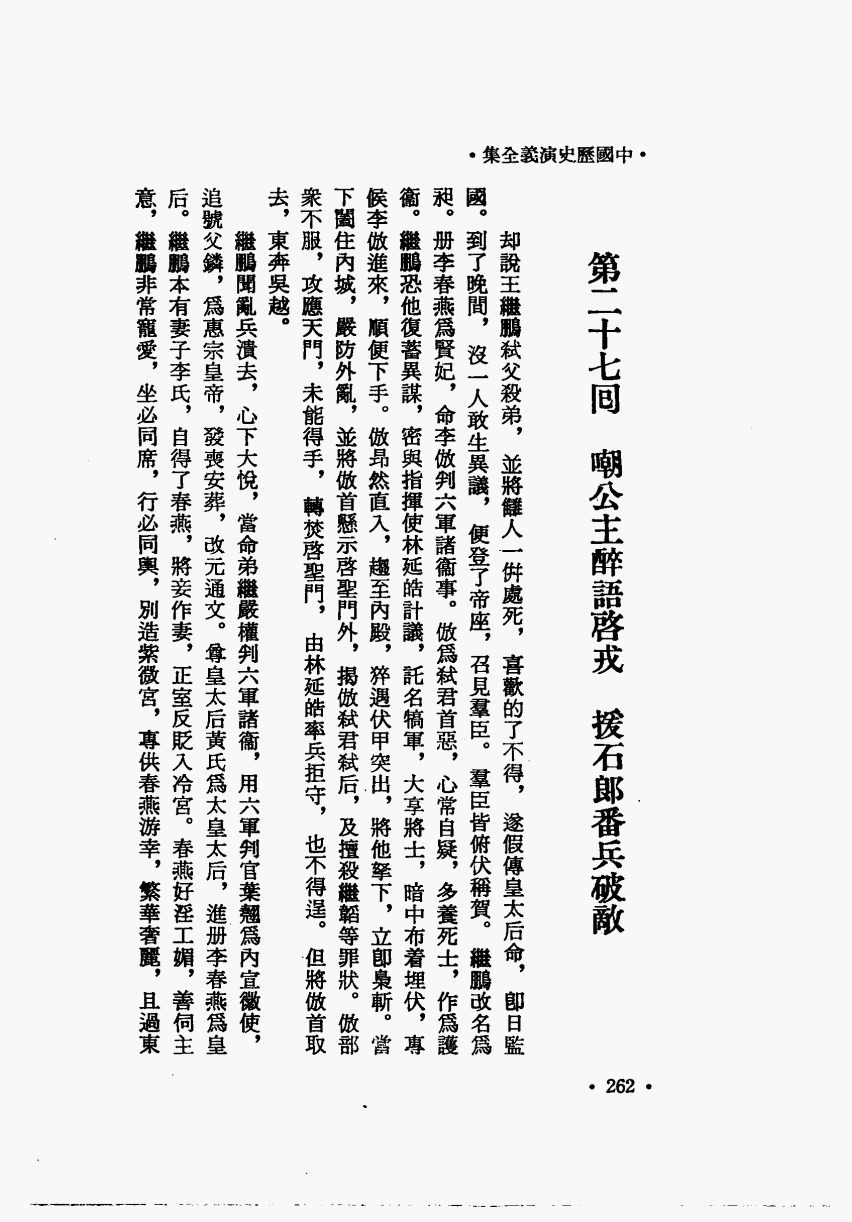 •中國歷史演義全集•
第二十七回　嘲公主醉語啓戎　援石郎番兵破敵
却說王繼鵬弒父殺弟，並將讎人一倂處死，喜歡的了不得，遂假傳皇太后命，卽日監
國。到了晚間，沒一人敢生異議，便登了帝座，召見羣臣。羣臣皆俯伏稱賀。繼鵬改名爲
昶。册李春燕爲賢妃，命李倣判六軍諸衞事。倣爲弒君首惡，心常自疑，多養死士，作爲護
衞。繼鵬恐他復蓄異謀，密與指揮使林延皓計議，託名犒軍，大享將士，暗中布着埋伏，專
候李倣進來，順便下手。倣昂然直入，趨至內殿，猝遇伏甲突出，將他拏下，立卽梟斬。當
下闔住內城，嚴防外亂，並將倣首懸示啓聖門外，揭倣弒君弒后，及擅殺繼韜等罪狀。倣部
衆不服，攻應天門，未能得手，轉焚啓聖門，由林延皓率兵拒守，也不得逞。但將倣首取
去，東奔吳越。
繼鵬聞亂兵潰去，心下大悅，當命弟繼嚴權判六軍諸衞，用六軍判官葉翹爲內宣徽使，
追號父鏻，爲惠宗皇帝，發喪安葬，改元通文。尊皇太后黃氏爲太皇太后，進册李春燕爲皇
后。繼鵬本有妻子李氏，自得了春燕，將妾作妻，正室反貶入冷宮。春燕好淫工媚，善伺主
意，繼鵬非常寵愛，坐必同席，行必同輿，別造紫微宮，專供春燕游幸，繁華奢麗，且過東
•262•